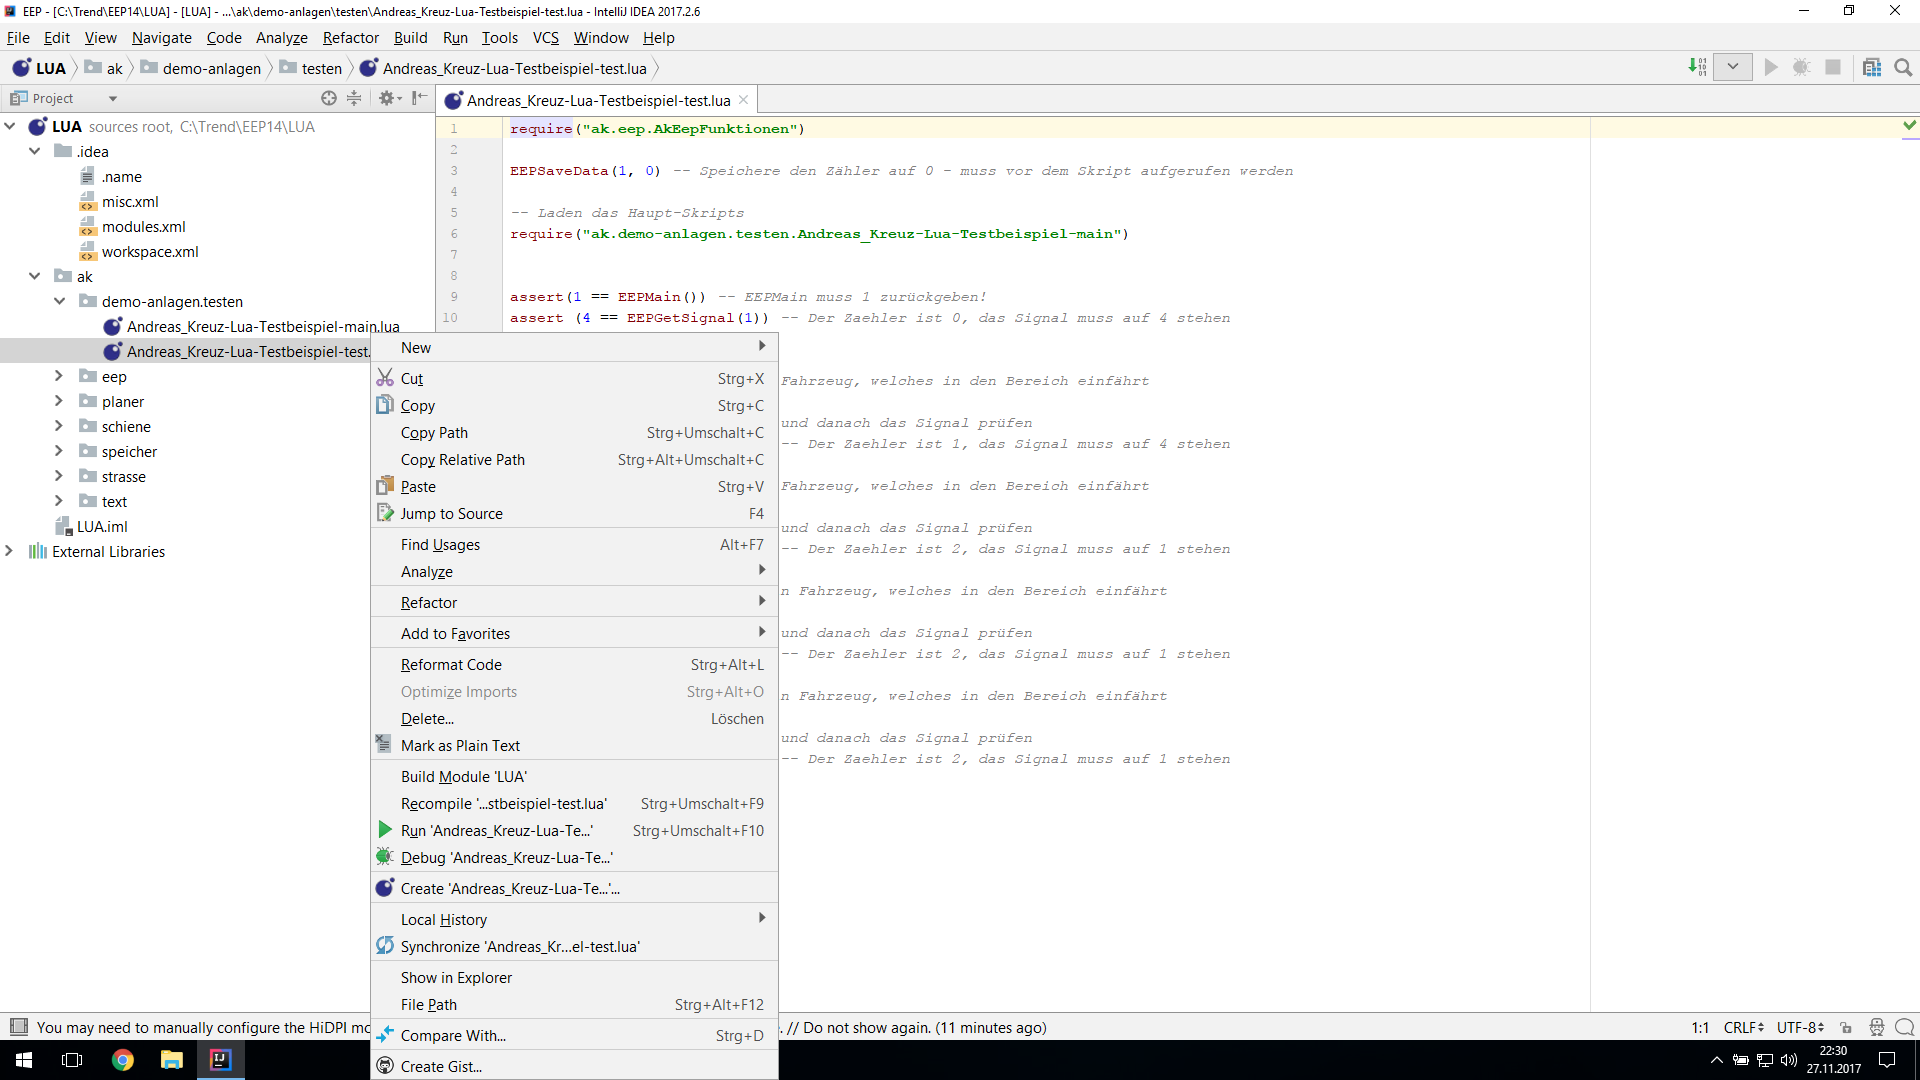 EEP - [C:\Trend\EEP14\LUA] - [LUA] - ...\ak\demo-anlagen\testen\Andreas_Kreuz-Lua-Testbeispiel-test.lua - IntelliJ IDEA 2017.2.6
File Edit View Navigate Code Analyze Refactor Build Run Tools VCS Window Help
LUA ak demo-anlagen testen Andreas_Kreuz-Lua-Testbeispiel-test.lua
Project
Andreas_Kreuz-Lua-Testbeispiel-test.lua
LUA sources root, C:\Trend\EEP14\LUA
.idea
.name
misc.xml
modules.xml
workspace.xml
ak
demo-anlagen.testen
Andreas_Kreuz-Lua-Testbeispiel-main.lua
Andreas_Kreuz-Lua-Testbeispiel-test.
eep
planer
schiene
speicher
strasse
text
LUA.iml
External Libraries
1 require("ak.eep.AkEepFunktionen")
2
3 EEPSaveData(1, 0) -- Speichere den Zähler auf 0 - muss vor dem Skript aufgerufen werden
4
5 -- Laden das Haupt-Skripts
6 require("ak.demo-anlagen.testen.Andreas_Kreuz-Lua-Testbeispiel-main")
7
8
9 assert(1 == EEPMain()) -- EEPMain muss 1 zurückgeben!
10 assert (4 == EEPGetSignal(1)) -- Der Zaehler ist 0, das Signal muss auf 4 stehen
Fahrzeug, welches in den Bereich einfährt
und danach das Signal prüfen
-- Der Zaehler ist 1, das Signal muss auf 4 stehen
Fahrzeug, welches in den Bereich einfährt
und danach das Signal prüfen
-- Der Zaehler ist 2, das Signal muss auf 1 stehen
n Fahrzeug, welches in den Bereich einfährt
und danach das Signal prüfen
-- Der Zaehler ist 2, das Signal muss auf 1 stehen
n Fahrzeug, welches in den Bereich einfährt
und danach das Signal prüfen
-- Der Zaehler ist 2, das Signal muss auf 1 stehen
New
Cut Strg+X
Copy Strg+C
Copy Path Strg+Umschalt+C
Copy Relative Path Strg+Alt+Umschalt+C
Paste Strg+V
Jump to Source F4
Find Usages Alt+F7
Analyze
Refactor
Add to Favorites
Reformat Code Strg+Alt+L
Optimize Imports Strg+Alt+O
Delete... Löschen
Mark as Plain Text
Build Module 'LUA'
Recompile '...stbeispiel-test.lua' Strg+Umschalt+F9
Run 'Andreas_Kreuz-Lua-Te...' Strg+Umschalt+F10
Debug 'Andreas_Kreuz-Lua-Te...'
Create 'Andreas_Kreuz-Lua-Te...'...
Local History
Synchronize 'Andreas_Kr...el-test.lua'
Show in Explorer
File Path Strg+Alt+F12
Compare With... Strg+D
Create Gist...
You may need to manually configure the HiDPI mo . // Do not show again. (11 minutes ago)
1:1 CRLF UTF-8
22:30
27.11.2017